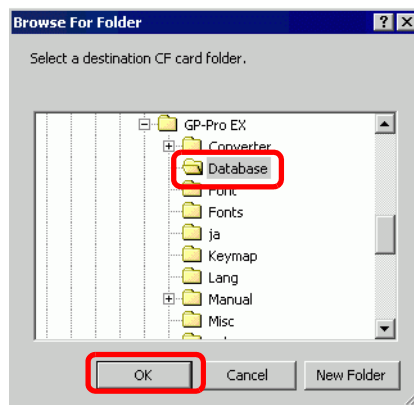 Browse For Folder
Select a destination CF card folder.
GP-Pro EX
Converter
Database
Font
Fonts
ja
Keymap
Lang
Manual
Misc
OK Cancel New Folder